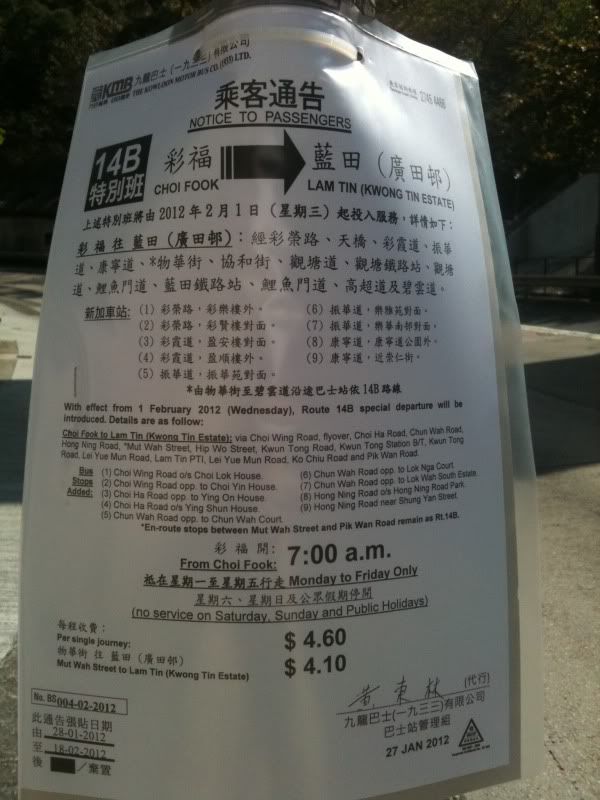 KMB 九龍巴士(一九三三)有限公司
THE KOWLOON MOTOR BUS CO. (1933) LTD.
2745 4466
乘客通告
NOTICE TO PASSENGERS
14B 特別班
彩福 藍田(廣田邨)
CHOI FOOK LAM TIN (KWONG TIN ESTATE)
上述特別班將由2012年2月1日(星期三)起投入服務,詳情如下:
彩福往藍田(廣田邨):經彩榮路、天橋、彩霞道、振華
道、康寧道、*物華街、協和街、觀塘道、觀塘鐵路站、觀塘
道、鯉魚門道、藍田鐵路站、鯉魚門道、高超道及碧雲道。
新加車站: (1) 彩榮路,彩樂樓外。 (6) 振華道,樂雅苑對面。
(2) 彩榮路,彩賢樓對面。 (7) 振華道,樂華南邨對面。
(3) 彩霞道,盈安樓對面。 (8) 康寧道,康寧道公園外。
(4) 彩霞道,盈順樓外。 (9) 康寧道,近崇仁街。
(5) 振華道,振華苑對面。
*由物華街至碧雲道沿途巴士站依14B路線
With effect from 1 February 2012 (Wednesday), Route 14B special departure will be
introduced. Details are as follow:
Choi Fook to Lam Tin (Kwong Tin Estate): via Choi Wing Road, flyover, Choi Ha Road, Chun Wah Road,
Hong Ning Road, *Mut Wah Street, Hip Wo Street, Kwun Tong Road, Kwun Tong Station B/T, Kwun Tong
Road, Lei Yue Mun Road, Lam Tin PTI, Lei Yue Mun Road, Ko Chiu Road and Pik Wan Road.
Bus Stops Added: (1) Choi Wing Road o/s Choi Lok House. (6) Chun Wah Road opp. to Lok Nga Court.
(2) Choi Wing Road opp. to Choi Yin House. (7) Chun Wah Road opp. to Lok Wah South Estate.
(3) Choi Ha Road opp. to Ying On House. (8) Hong Ning Road o/s Hong Ning Road Park.
(4) Choi Ha Road o/s Ying Shun House. (9) Hong Ning Road near Shung Yan Street.
(5) Chun Wah Road opp. to Chun Wah Court.
*En-route stops between Mut Wah Street and Pik Wan Road remain as Rt.14B.
彩福開:
From Choi Fook: 7:00 a.m.
祇在星期一至星期五行走 Monday to Friday Only
星期六、星期日及公眾假期停開
(no service on Saturday, Sunday and Public Holidays)
每程收費:
Per single journey: $ 4.60
物華街 往 藍田(廣田邨)
Mut Wah Street to Lam Tin (Kwong Tin Estate) $ 4.10
No. BS004-02-2012
此通告張貼日期
由 28-01-2012
至 18-02-2012
後 /棄置
(代行)
九龍巴士(一九三三)有限公司
巴士站管理組
27 JAN 2012